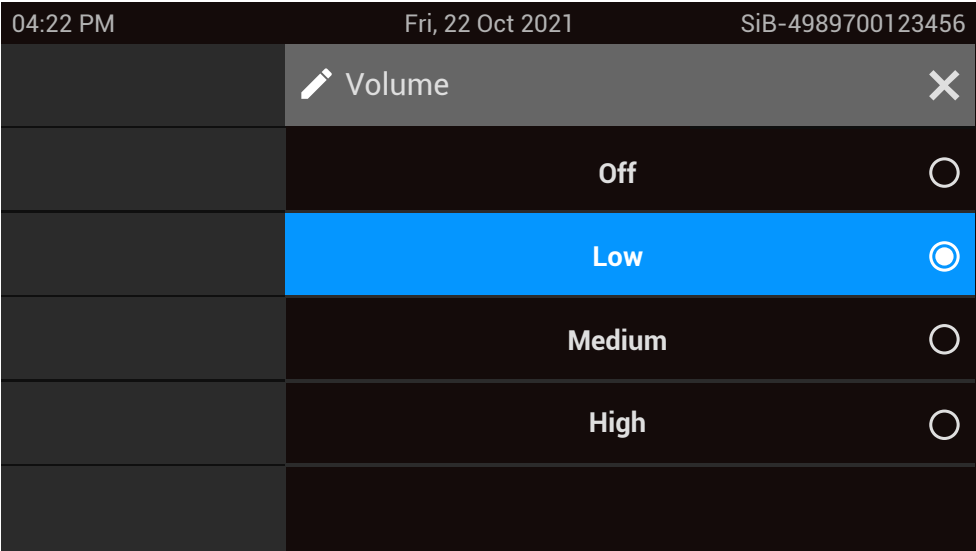 04:22 PM Fri, 22 Oct 2021 SiB-4989700123456
Volume
Off
Low
Medium
High